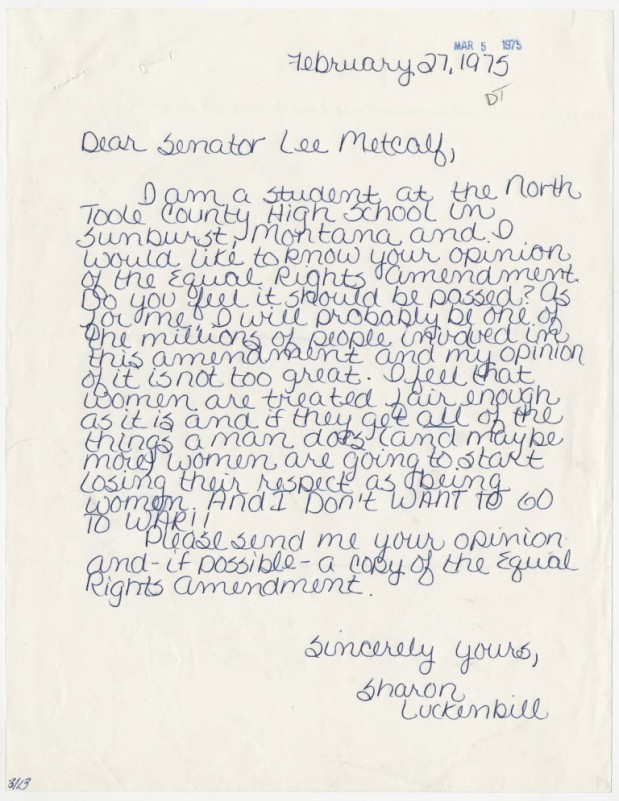 MAR 5 1975
February 27, 1975
DT
Dear Senator Lee Metcalf,
I am a student at the North
Toole County High School in
Sunburst, Montana and I
would like to know your opinion
of the Equal Rights Amendment.
Do you feel it should be passed? As
for me, I will probably be one of
the millions of people involved in
this amendment and my opinion
of it is not too great. I feel that
women are treated fair enough
as it is and if they get all of the
things a man does (and maybe
more) women are going to start
losing their respect as being
women. And I DON'T WANT TO GO
TO WAR!!
Please send me your opinion
and - if possible - a copy of the Equal
Rights Amendment.
Sincerely yours,
Sharon
Luckenbill
3/13